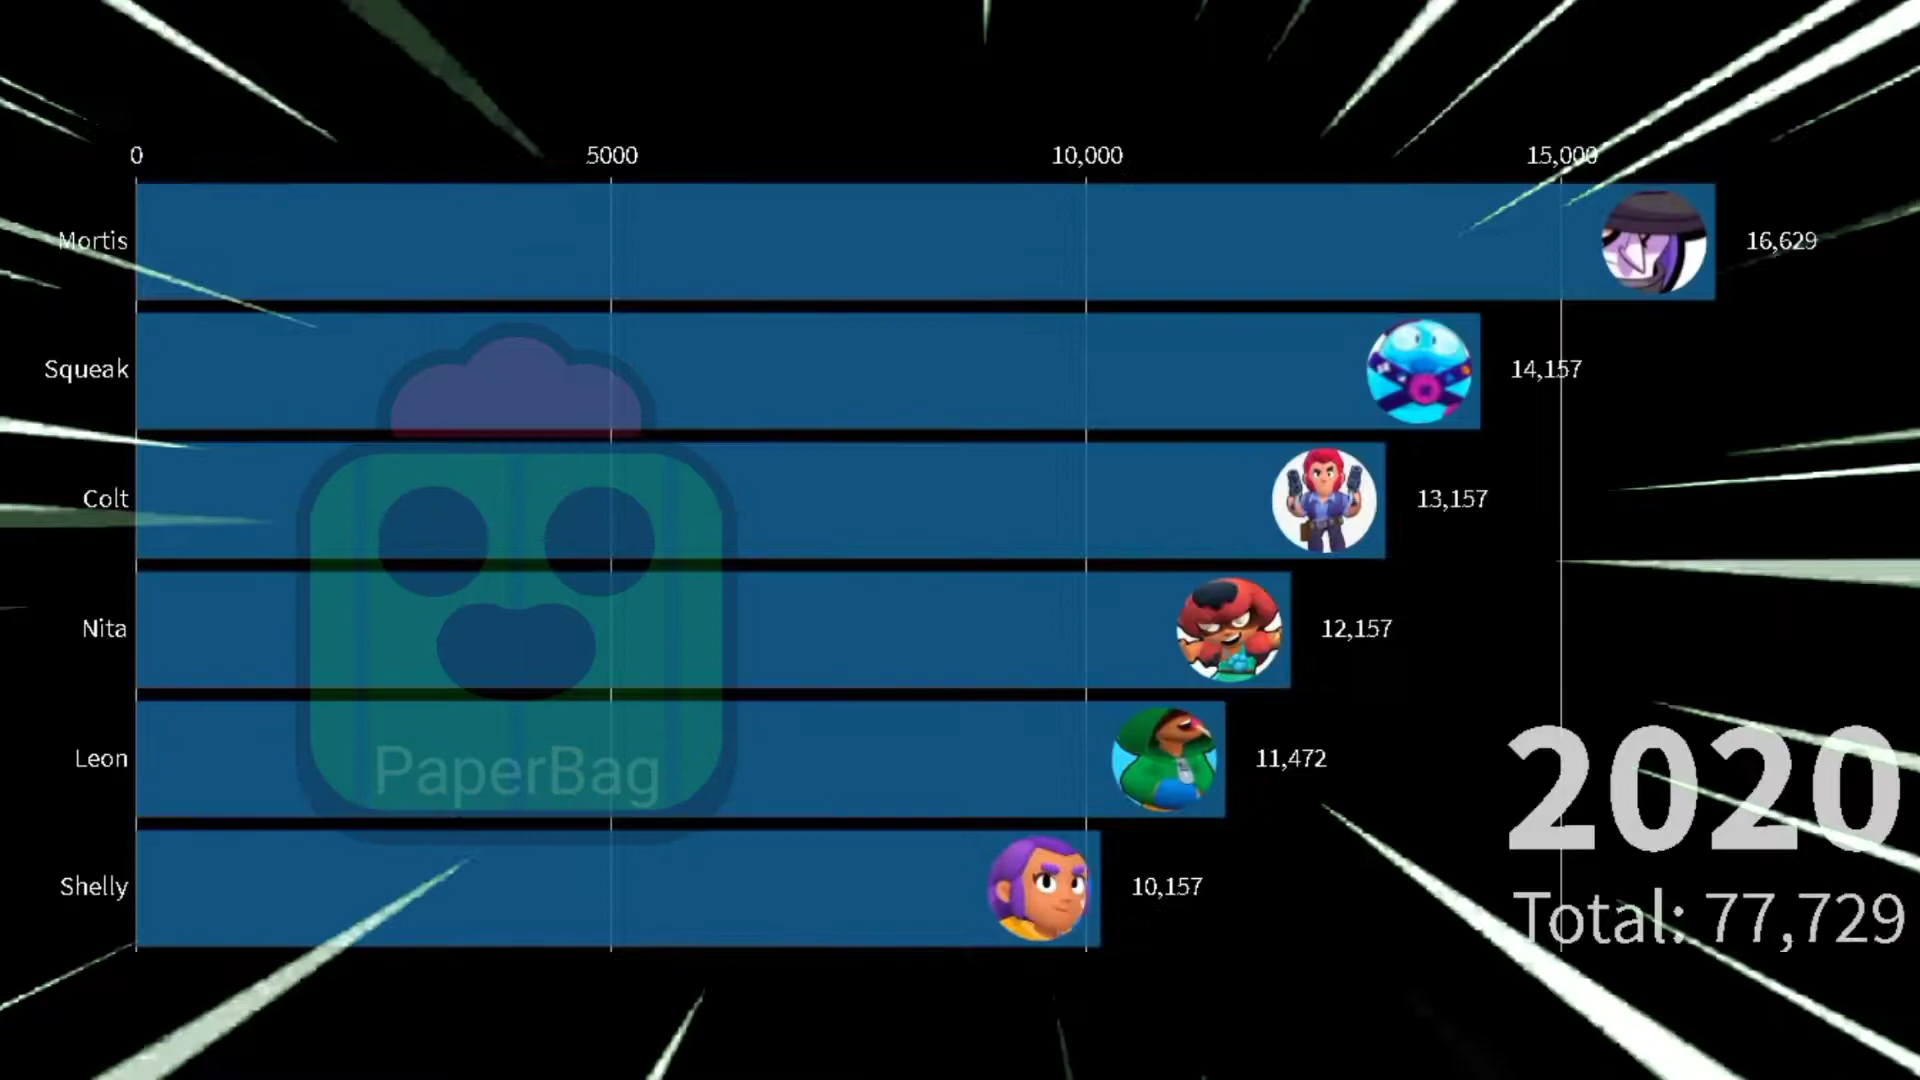 0 5000 10,000 15,000
Mortis 16,629
Squeak 14,157
Colt 13,157
Nita 12,157
Leon 11,472
PaperBag
Shelly 10,157
2020
Total: 77,729